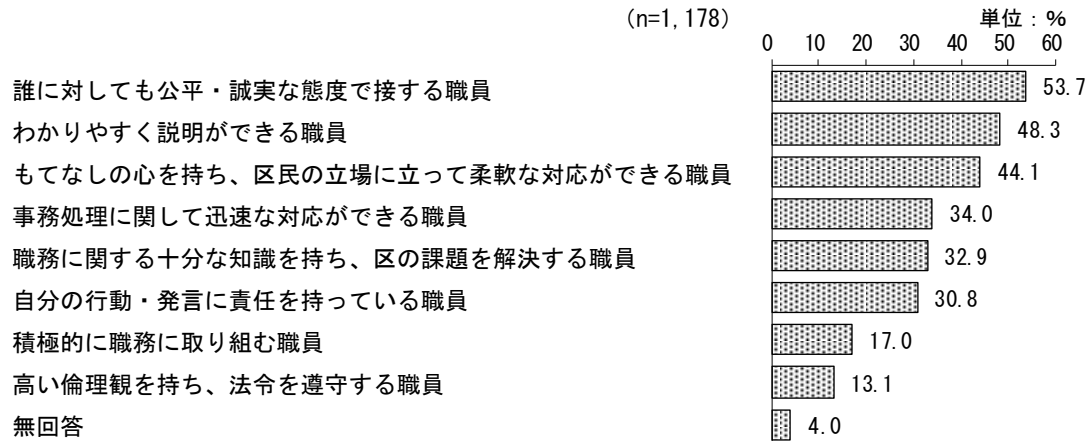 （n=1,178）
単位：％
0 10 20 30 40 50 60
誰に対しても公平・誠実な態度で接する職員 53.7
わかりやすく説明ができる職員 48.3
もてなしの心を持ち、区民の立場に立って柔軟な対応ができる職員 44.1
事務処理に関して迅速な対応ができる職員 34.0
職務に関する十分な知識を持ち、区の課題を解決する職員 32.9
自分の行動・発言に責任を持っている職員 30.8
積極的に職務に取り組む職員 17.0
高い倫理観を持ち、法令を遵守する職員 13.1
無回答 4.0